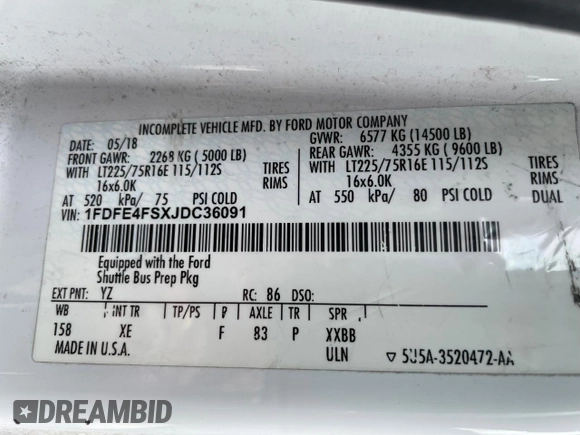 INCOMPLETE VEHICLE MFD. BY FORD MOTOR COMPANY
DATE: 05/18 GVWR: 6577 KG (14500 LB)
FRONT GAWR: 2268 KG (5000 LB) REAR GAWR: 4355 KG (9600 LB)
WITH LT225/75R16E 115/112S TIRES WITH LT225/75R16E 115/112S TIRES
16x6.0K RIMS 16x6.0K RIMS
AT 520 kPa/ 75 PSI COLD AT 550 kPa/ 80 PSI COLD DUAL
VIN: 1FDFE4FSXJDC36091
Equipped with the Ford
Shuttle Bus Prep Pkg
EXT PNT: YZ RC: 86 DSO:
WB INT TR TP/PS P AXLE TR SPR
158 XE F 83 P XXBB
MADE IN U.S.A. ULN ▽ 5U5A-3520472-AA
DREAMBID